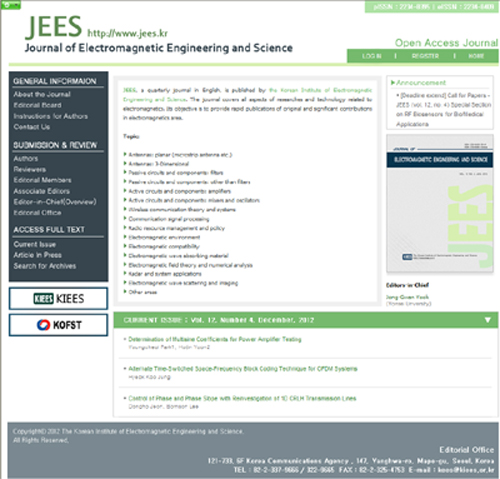 JEES http://www.jees.kr
Journal of Electromagnetic Engineering and Science
Open Access Journal
LOG IN | REGISTER | HOME
GENERAL INFORMAION
About the Journal
Editorial Board
Instructions for Authors
Contact Us
SUBMISSION & REVIEW
Authors
Reviewers
Editorial Members
Associate Editors
Editor-in-Chief(Overview)
Editorial Office
ACCESS FULL TEXT
Current Issue
Article in Press
Search for Archives
KIEES
KOFST
JEES, a quarterly journal in English, is published by the Korean Institute of Electromagnetic
Engineering and Science. The journal covers all aspects of researches and technology related to
electromagnetics. Its objective is to provide rapid publications of original and significant contributions
in electromagnetics area.
Topic:
Antennas: planar (microstrip antenna etc.)
Antennas: 3-Dimensional
Passive circuits and components: filters
Passive circuits and components: other than filters
Active circuits and components: amplifiers
Active circuits and components: mixers and oscillators
Wireless communication theory and systems
Communication signal processing
Radio resource management and policy
Electromagnetic environment
Electromagnetic compatibility
Electromagnetic wave absorbing material
Electromagnetic field theory and numerical analysis
Radar and system applications
Electromagnetic wave scattering and imaging
Other areas
Announcement
[Deadline extend] Call for Papers -
JEES (vol. 12, no. 4) Special Section
on RF Biosensors for BioMedical
Applications
JOURNAL OF
ELECTROMAGNETIC ENGINEERING AND SCIENCE
JEES
Editors in Chief
Jong Gwan Yook
(Yonsei University)
CURRENT ISSUE : Vol. 12, Number 4, December, 2012
Determination of Multisine Coefficients for Power Amplifier Testing
Alternate Time-Switched Space-Frequency Block Coding Technique for OFDM Systems
Hyeok Koo Jung
Control of Phase and Phase Slope with Reinvestigation of 1D CRLH Transmission Lines
Dongho Jeon, Bomson Lee
Copyright© 2012 The Korean Institute of Electromagnetic Engineering and Science.
All Rights Reserved.
Editorial Office
Korea Communications Agency , 142, Yanghwa-ro, Mapo-gu, Seoul, Korea
TEL : 82-2-337-9666 / 322-9665 FAX : 82-2-325-4753 E-mail : kees@kiees.or.kr